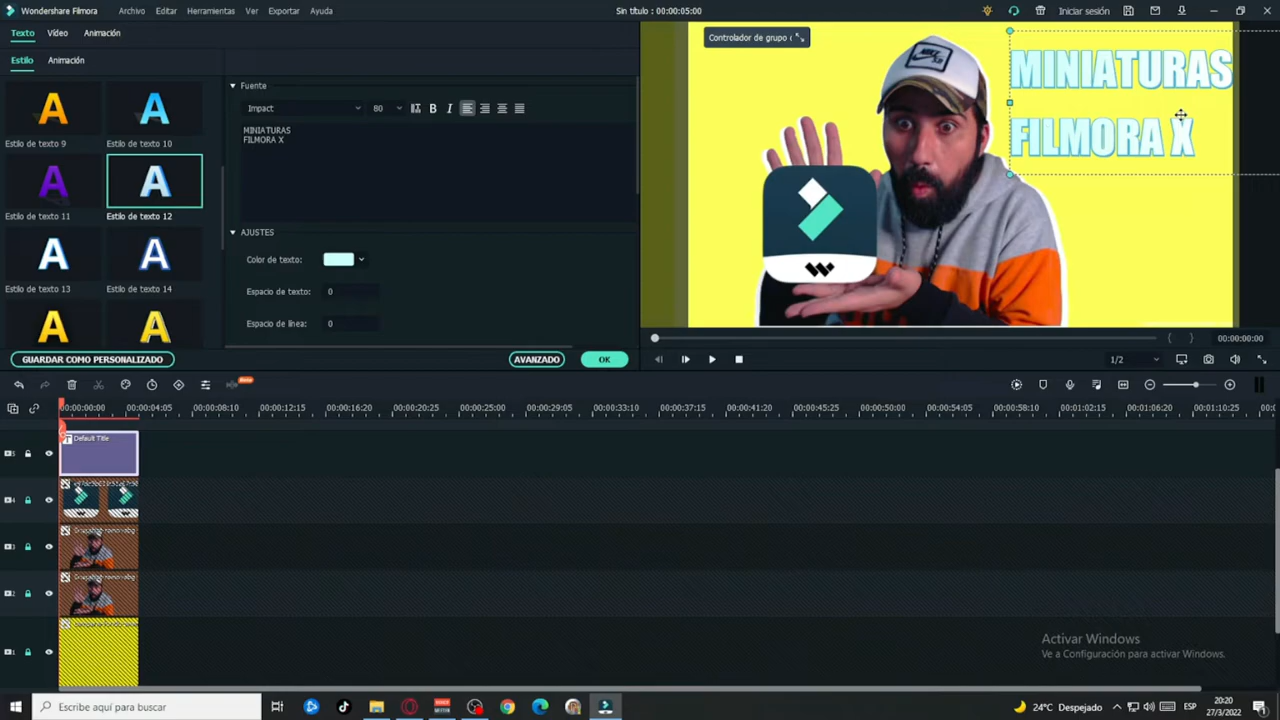 Wondershare Filmora
Archivo Editar Herramientas Ver Exportar Ayuda
Sin título : 00:00:05:00
Iniciar sesión
Texto Vídeo Animación
Estilo Animación
Estilo de texto 9
Estilo de texto 10
Estilo de texto 11
Estilo de texto 12
Estilo de texto 13
Estilo de texto 14
GUARDAR COMO PERSONALIZADO
Fuente
Impact 80 B I
MINIATURAS
FILMORA X
AJUSTES
Color de texto:
Espacio de texto: 0
Espacio de línea: 0
AVANZADO OK
Controlador de grupo
MINIATURAS
FILMORA X
00:00:00:00
1/2
Beta
00:00:00:00 00:00:04:05 00:00:08:10 00:00:12:15 00:00:16:20 00:00:20:25 00:00:25:00 00:00:29:05 00:00:33:10 00:00:37:15 00:00:41:20 00:00:45:25 00:00:50:00 00:00:54:05 00:00:58:10 00:01:02:15 00:01:06:20 00:01:10:25
Default Title
Activar Windows
Ve a Configuración para activar Windows.
Escribe aquí para buscar
24°C Despejado
ESP
20:20
27/3/2022